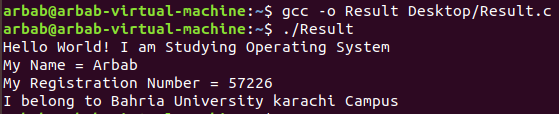 arbab@arbab-virtual-machine:~$ gcc -o Result Desktop/Result.c
arbab@arbab-virtual-machine:~$ ./Result
Hello World! I am Studying Operating System
My Name = Arbab
My Registration Number = 57226
I belong to Bahria University karachi Campus